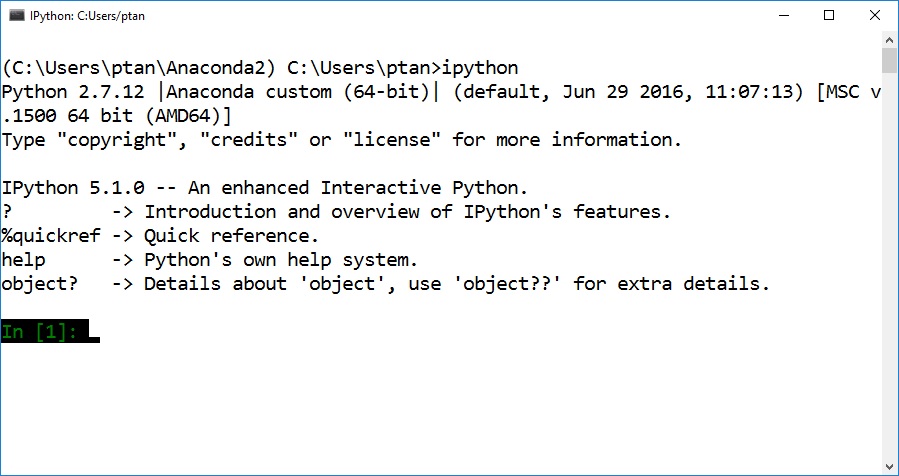 IPython: C:Users/ptan
(C:\Users\ptan\Anaconda2) C:\Users\ptan>ipython
Python 2.7.12 |Anaconda custom (64-bit)| (default, Jun 29 2016, 11:07:13) [MSC v
.1500 64 bit (AMD64)]
Type "copyright", "credits" or "license" for more information.
IPython 5.1.0 -- An enhanced Interactive Python.
?         -> Introduction and overview of IPython's features.
%quickref -> Quick reference.
help      -> Python's own help system.
object?   -> Details about 'object', use 'object??' for extra details.
In [1]: